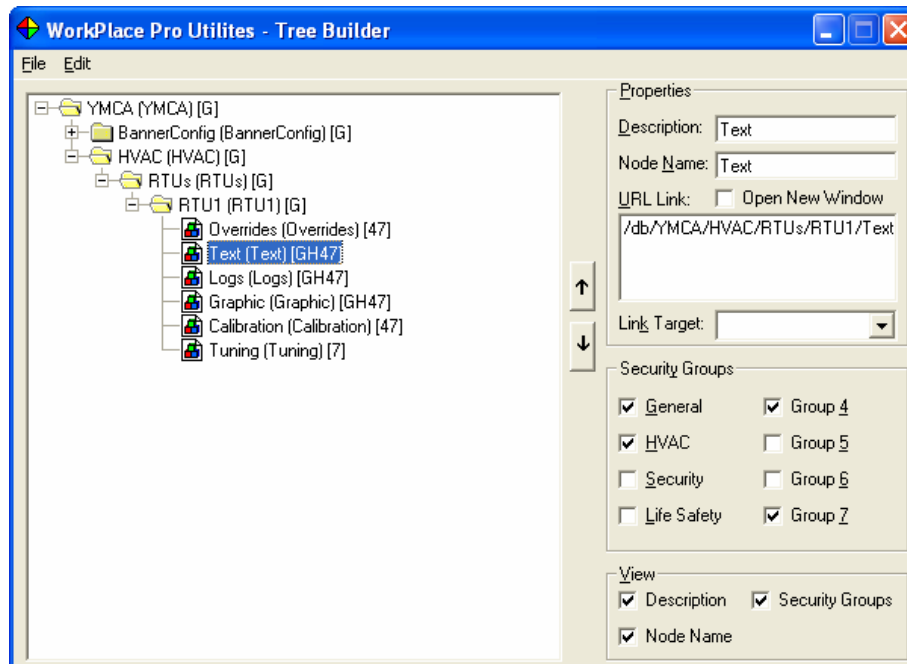 WorkPlace Pro Utilites - Tree Builder
File Edit
YMCA (YMCA) [G]
BannerConfig (BannerConfig) [G]
HVAC (HVAC) [G]
RTUs (RTUs) [G]
RTU1 (RTU1) [G]
Overrides (Overrides) [47]
Text (Text) [GH47]
Logs (Logs) [GH47]
Graphic (Graphic) [GH47]
Calibration (Calibration) [47]
Tuning (Tuning) [7]
Properties
Description: Text
Node Name: Text
URL Link: Open New Window
/db/YMCA/HVAC/RTUs/RTU1/Text
Link Target:
Security Groups
General Group 4
HVAC Group 5
Security Group 6
Life Safety Group 7
View
Description Security Groups
Node Name